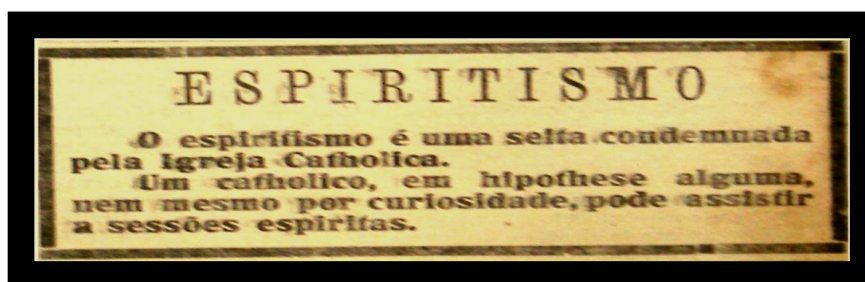 ESPIRITISMO
O espiritismo é uma seita condemnada
pela Igreja Catholica.
Um catholico, em hipothese alguma,
nem mesmo por curiosidade, pode assistir
a sessões espiritas.